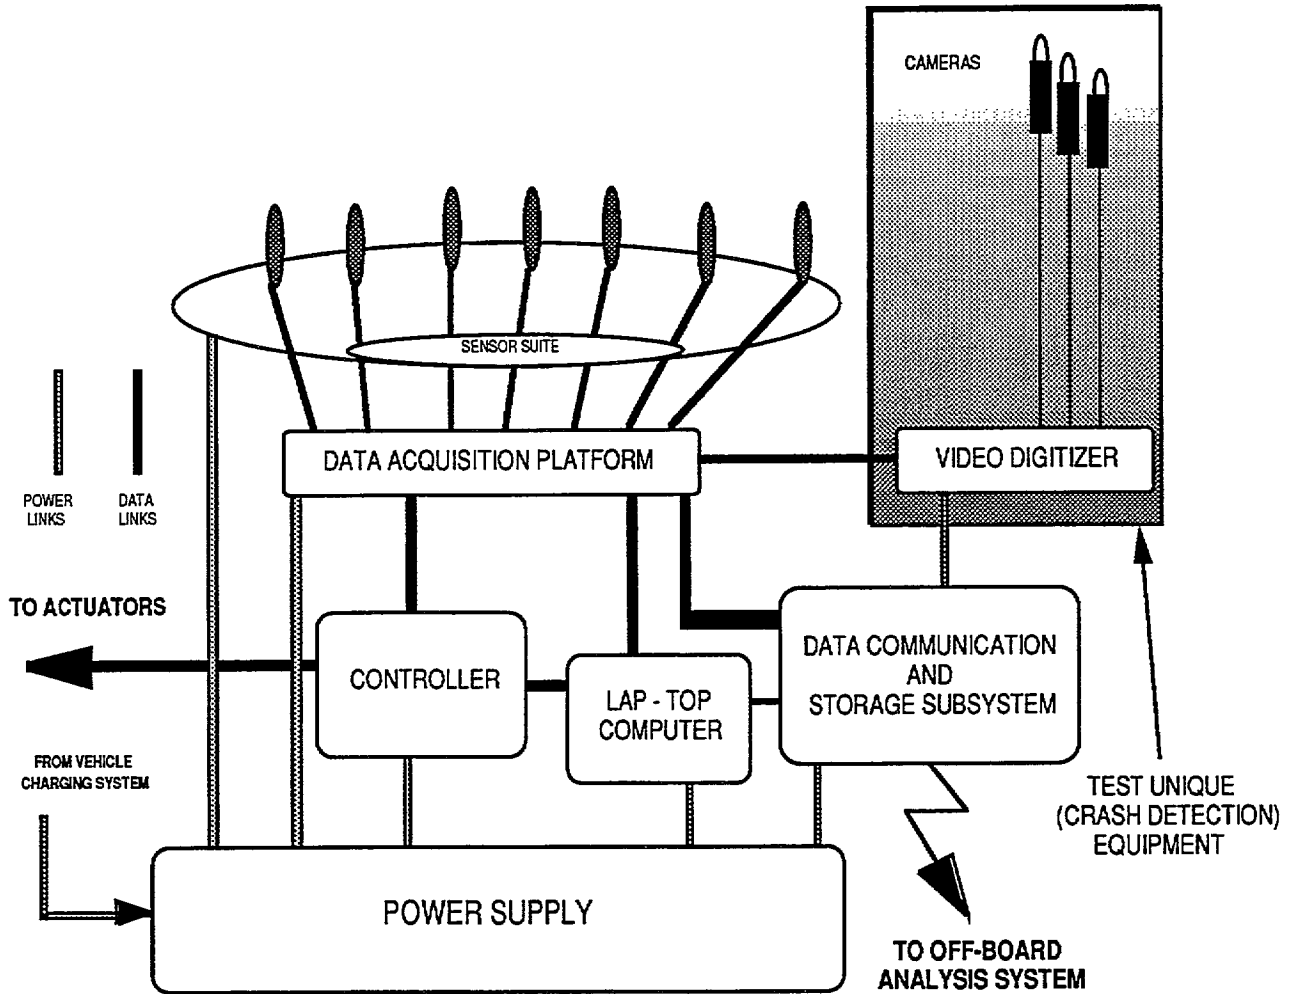 CAMERAS
SENSOR SUITE
DATA ACQUISITION PLATFORM
VIDEO DIGITIZER
POWER
LINKS
DATA
LINKS
TO ACTUATORS
CONTROLLER
LAP - TOP
COMPUTER
DATA COMMUNICATION
AND
STORAGE SUBSYSTEM
FROM VEHICLE
CHARGING SYSTEM
TEST UNIQUE
(CRASH DETECTION)
EQUIPMENT
POWER SUPPLY
TO OFF-BOARD
ANALYSIS SYSTEM